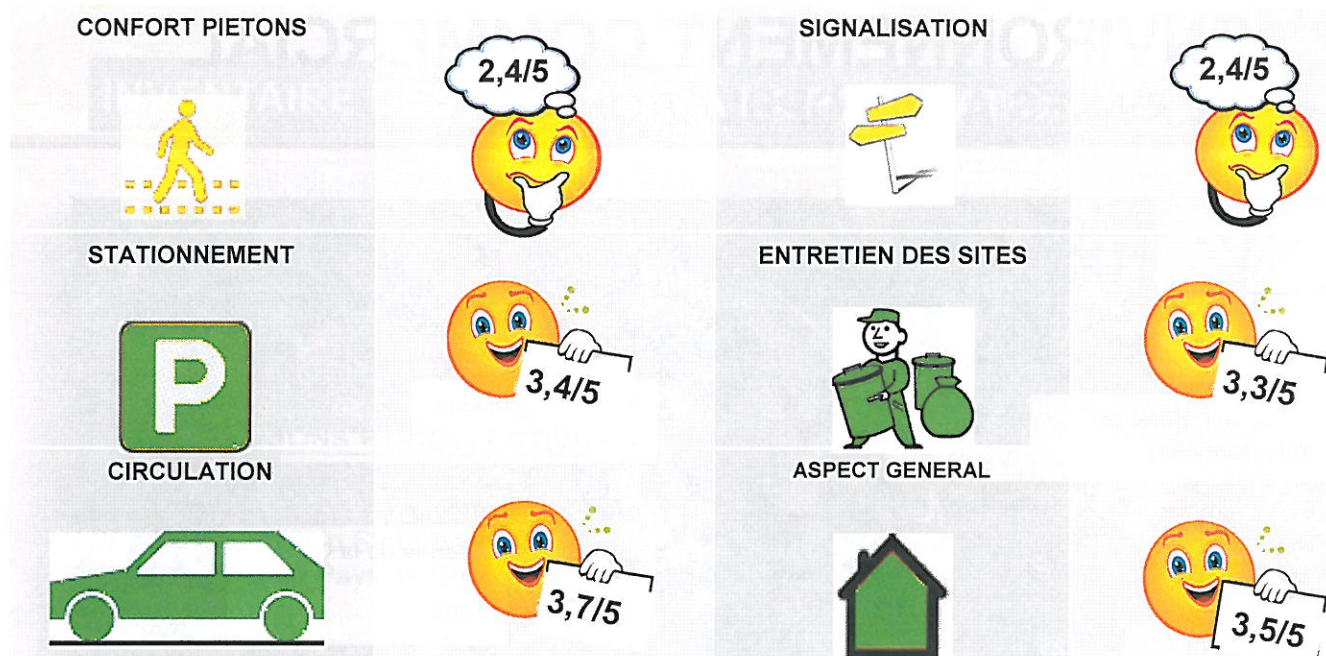 CONFORT PIETONS
2,4/5
SIGNALISATION
2,4/5
STATIONNEMENT
P
3,4/5
ENTRETIEN DES SITES
3,3/5
CIRCULATION
3,7/5
ASPECT GENERAL
3,5/5